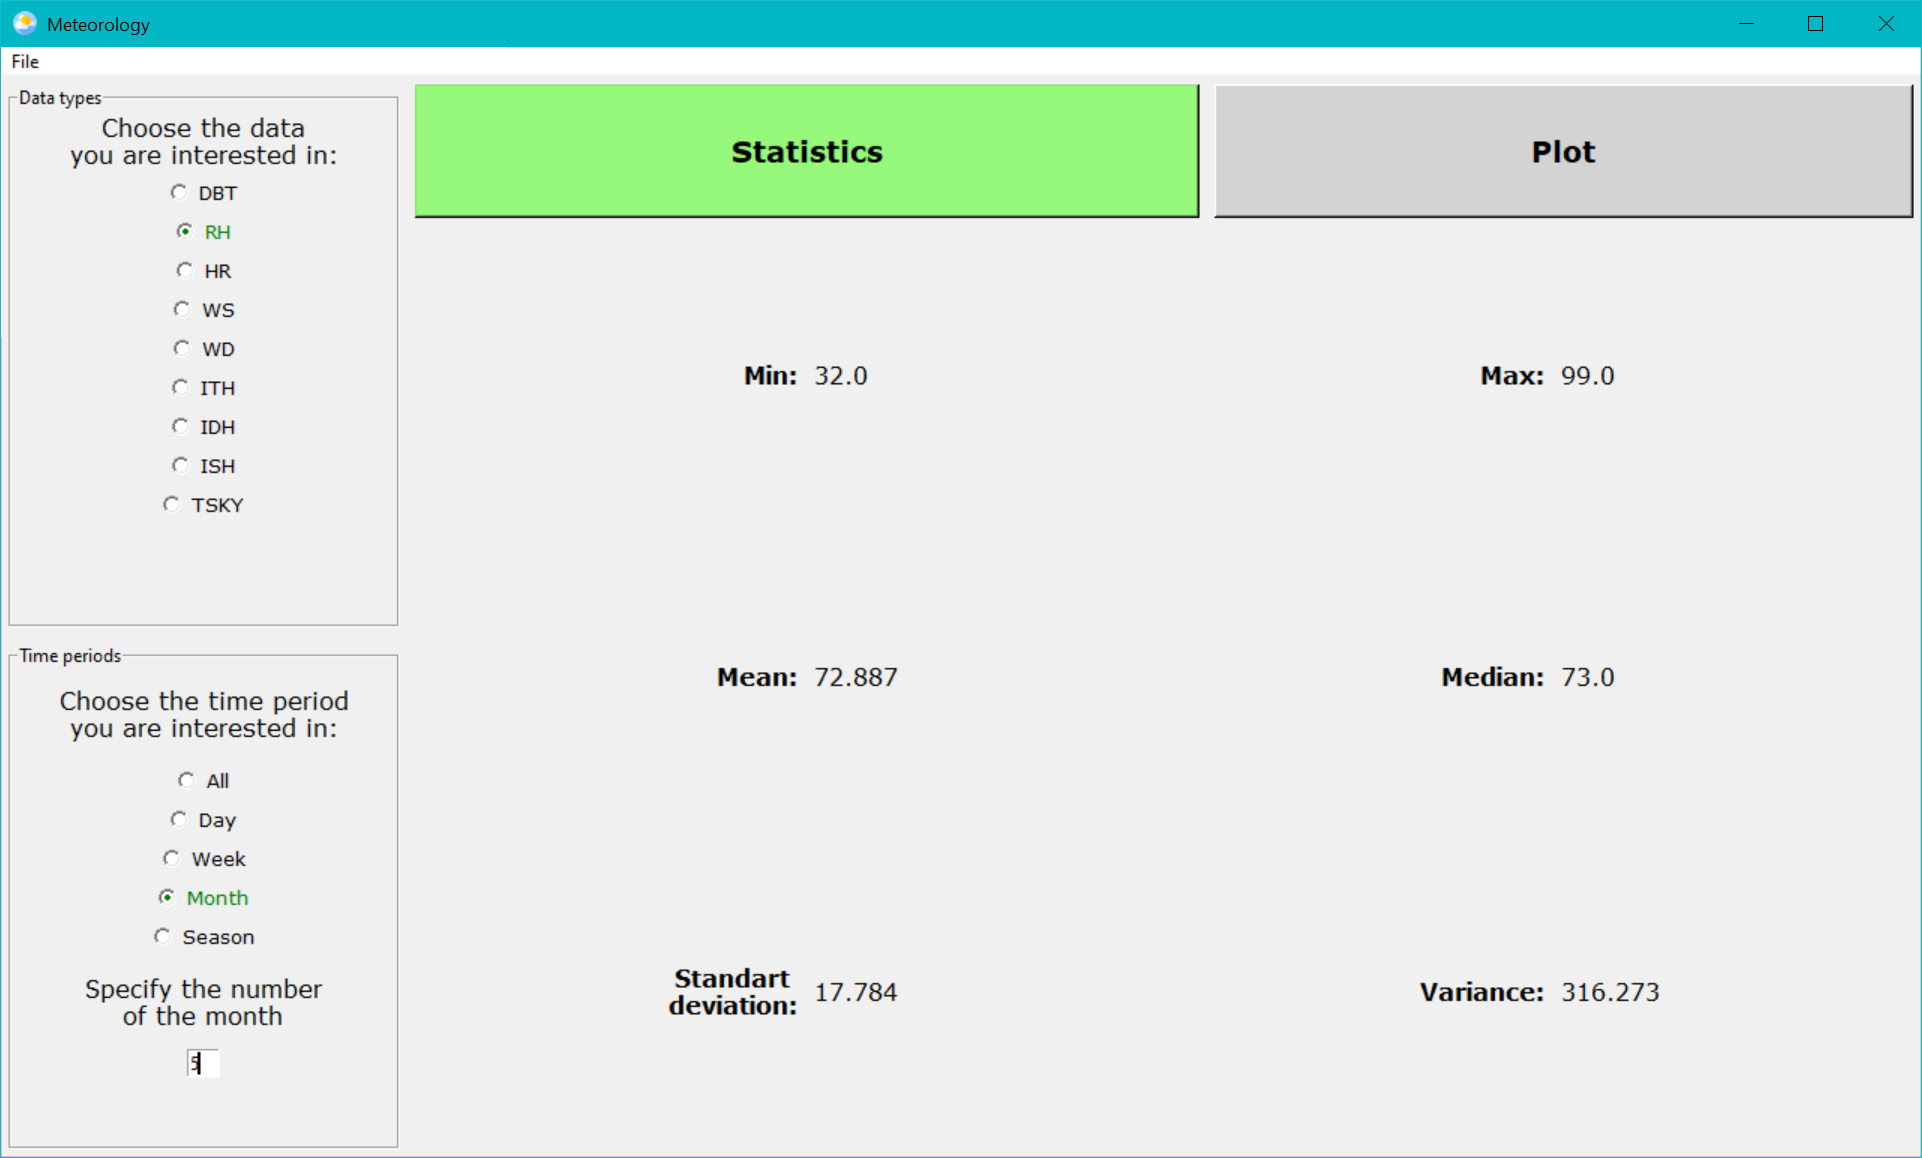 Meteorology
File
Data types
Choose the data
you are interested in:
DBT
RH
HR
WS
WD
ITH
IDH
ISH
TSKY
Time periods
Choose the time period
you are interested in:
All
Day
Week
Month
Season
Specify the number
of the month
5
Statistics
Plot
Min: 32.0
Max: 99.0
Mean: 72.887
Median: 73.0
Standart
deviation: 17.784
Variance: 316.273